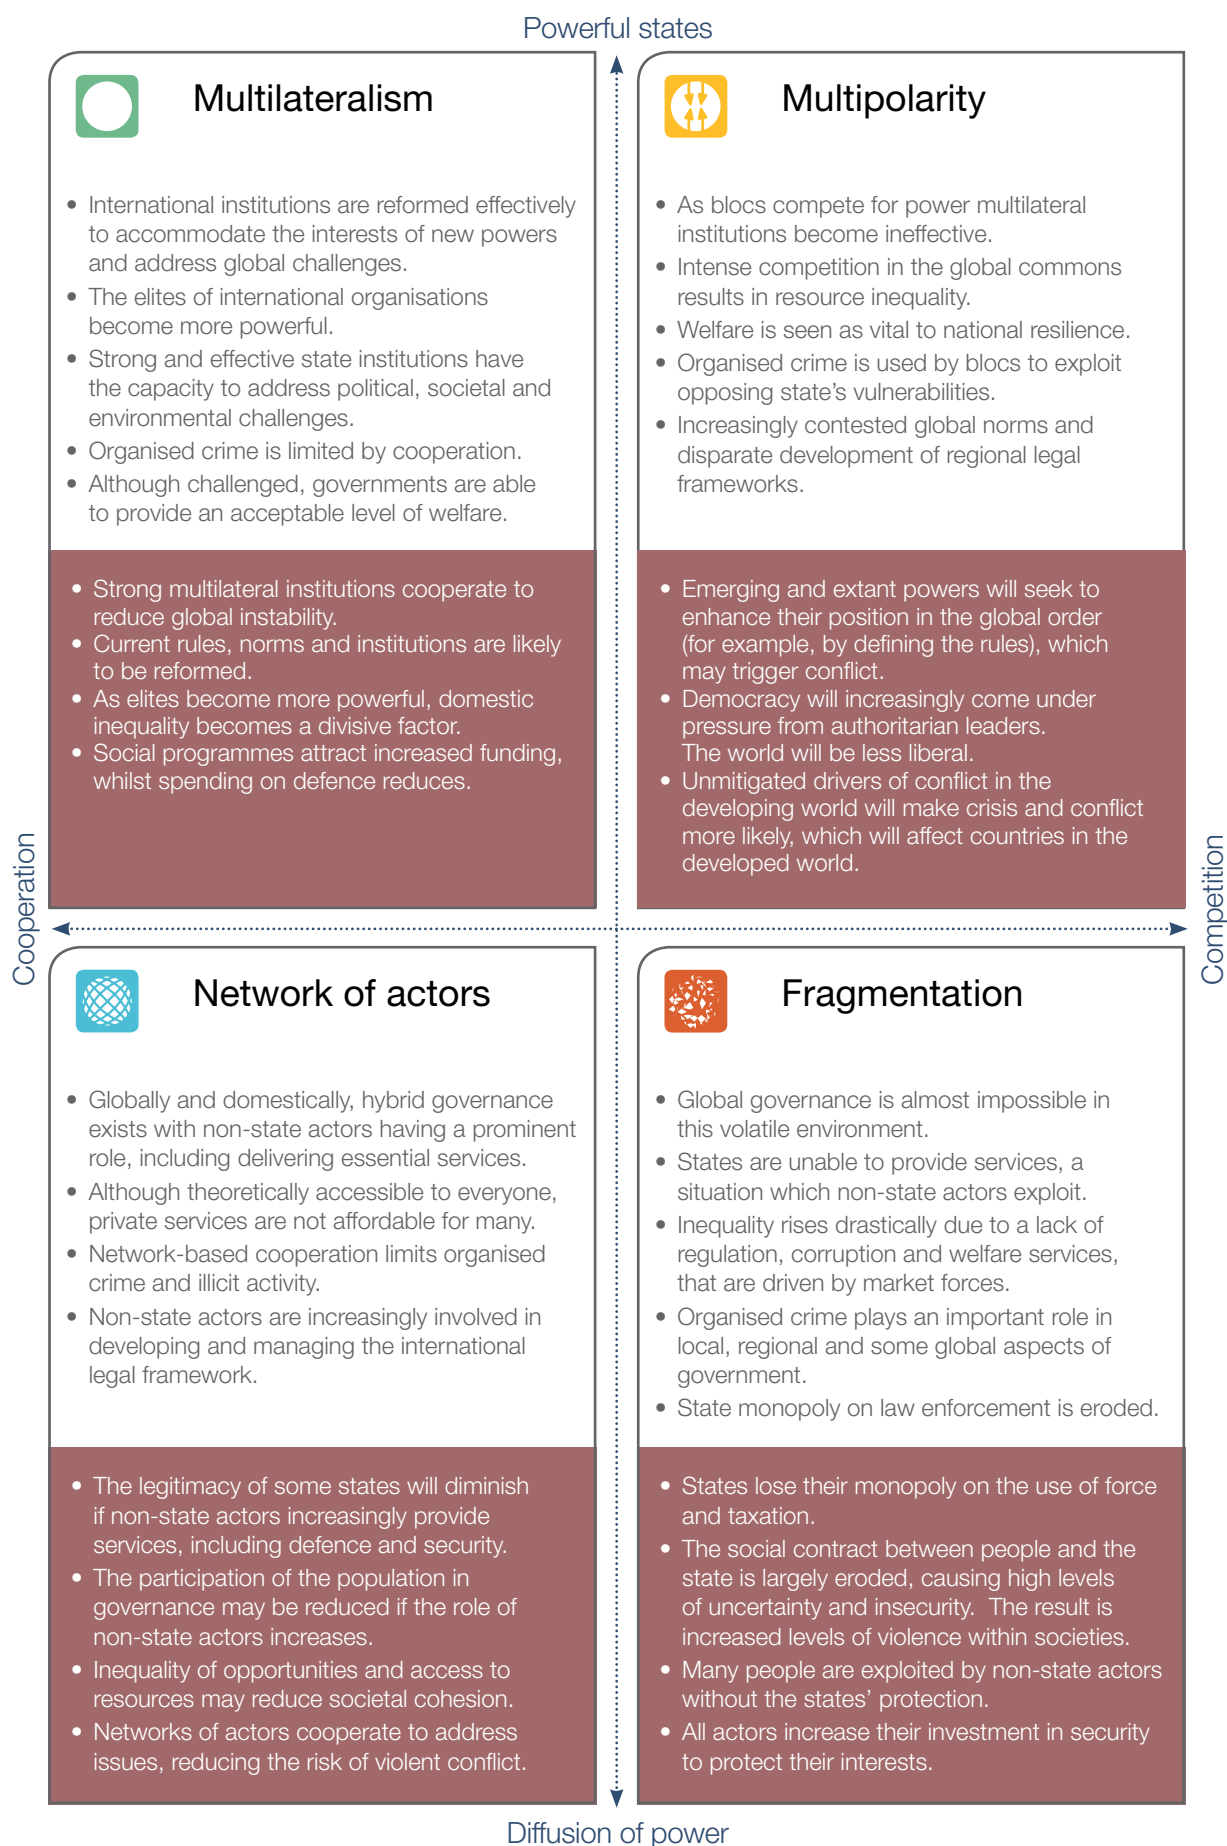 Powerful states
Multilateralism
• International institutions are reformed effectively
to accommodate the interests of new powers
and address global challenges.
• The elites of international organisations
become more powerful.
• Strong and effective state institutions have
the capacity to address political, societal and
environmental challenges.
• Organised crime is limited by cooperation.
• Although challenged, governments are able
to provide an acceptable level of welfare.
• Strong multilateral institutions cooperate to
reduce global instability.
• Current rules, norms and institutions are likely
to be reformed.
• As elites become more powerful, domestic
inequality becomes a divisive factor.
• Social programmes attract increased funding,
whilst spending on defence reduces.
Multipolarity
• As blocs compete for power multilateral
institutions become ineffective.
• Intense competition in the global commons
results in resource inequality.
• Welfare is seen as vital to national resilience.
• Organised crime is used by blocs to exploit
opposing state’s vulnerabilities.
• Increasingly contested global norms and
disparate development of regional legal
frameworks.
• Emerging and extant powers will seek to
enhance their position in the global order
(for example, by defining the rules), which
may trigger conflict.
• Democracy will increasingly come under
pressure from authoritarian leaders.
The world will be less liberal.
• Unmitigated drivers of conflict in the
developing world will make crisis and conflict
more likely, which will affect countries in the
developed world.
Cooperation
Competition
Network of actors
• Globally and domestically, hybrid governance
exists with non-state actors having a prominent
role, including delivering essential services.
• Although theoretically accessible to everyone,
private services are not affordable for many.
• Network-based cooperation limits organised
crime and illicit activity.
• Non-state actors are increasingly involved in
developing and managing the international
legal framework.
• The legitimacy of some states will diminish
if non-state actors increasingly provide
services, including defence and security.
• The participation of the population in
governance may be reduced if the role of
non-state actors increases.
• Inequality of opportunities and access to
resources may reduce societal cohesion.
• Networks of actors cooperate to address
issues, reducing the risk of violent conflict.
Fragmentation
• Global governance is almost impossible in
this volatile environment.
• States are unable to provide services, a
situation which non-state actors exploit.
• Inequality rises drastically due to a lack of
regulation, corruption and welfare services,
that are driven by market forces.
• Organised crime plays an important role in
local, regional and some global aspects of
government.
• State monopoly on law enforcement is eroded.
• States lose their monopoly on the use of force
and taxation.
• The social contract between people and the
state is largely eroded, causing high levels
of uncertainty and insecurity.  The result is
increased levels of violence within societies.
• Many people are exploited by non-state actors
without the states’ protection.
• All actors increase their investment in security
to protect their interests.
Diffusion of power